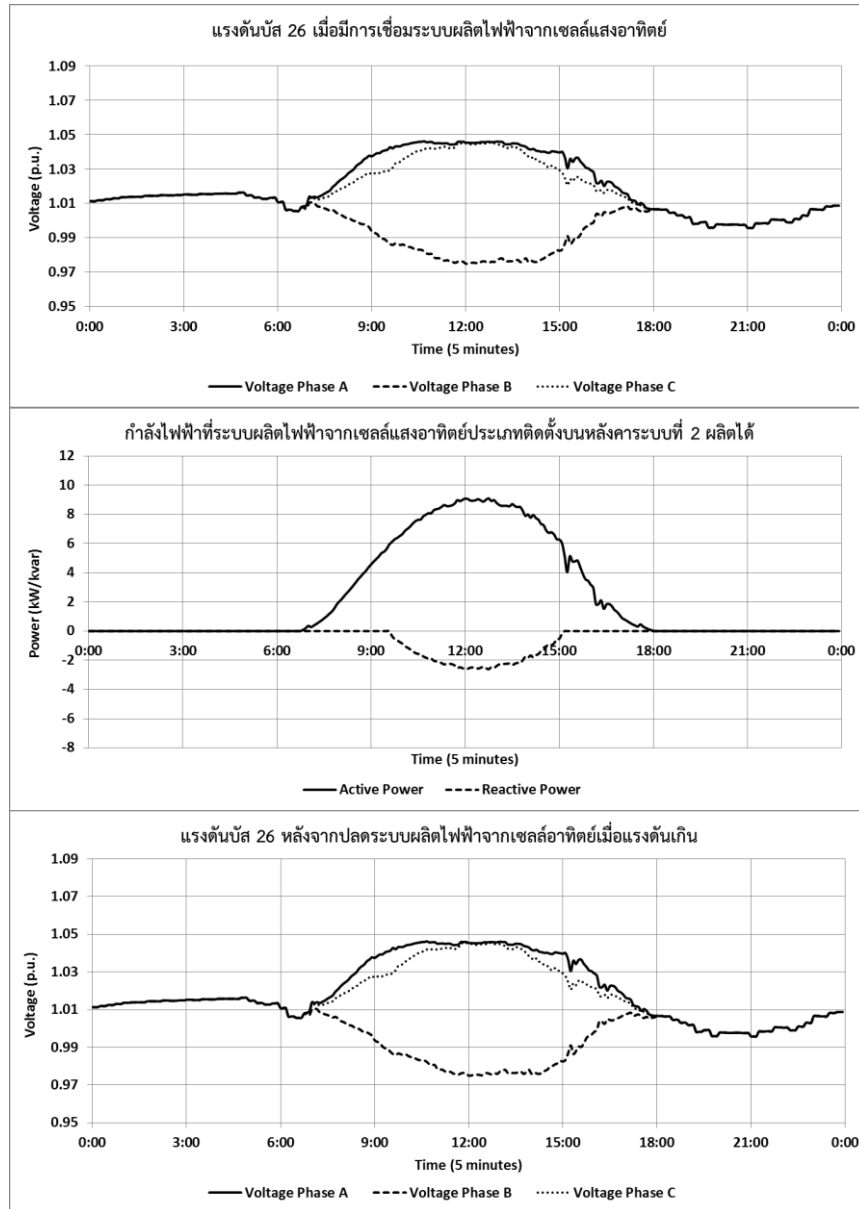 แรงดันบัส 26 เมื่อมีการเชื่อมระบบผลิตไฟฟ้าจากเซลล์แสงอาทิตย์
1.09
1.07
1.05
1.03
1.01
0.99
0.97
0.95
Voltage (p.u.)
0:00 3:00 6:00 9:00 12:00 15:00 18:00 21:00 0:00
Time (5 minutes)
Voltage Phase A Voltage Phase B Voltage Phase C
กำลังไฟฟ้าที่ระบบผลิตไฟฟ้าจากเซลล์แสงอาทิตย์ประเภทติดตั้งบนหลังคาระบบที่ 2 ผลิตได้
12
10
8
6
4
2
0
-2
-4
-6
-8
Power (kW/kvar)
0:00 3:00 6:00 9:00 12:00 15:00 18:00 21:00 0:00
Time (5 minutes)
Active Power Reactive Power
แรงดันบัส 26 หลังจากปลดระบบผลิตไฟฟ้าจากเซลล์อาทิตย์เมื่อแรงดันเกิน
1.09
1.07
1.05
1.03
1.01
0.99
0.97
0.95
Voltage (p.u.)
0:00 3:00 6:00 9:00 12:00 15:00 18:00 21:00 0:00
Time (5 minutes)
Voltage Phase A Voltage Phase B Voltage Phase C